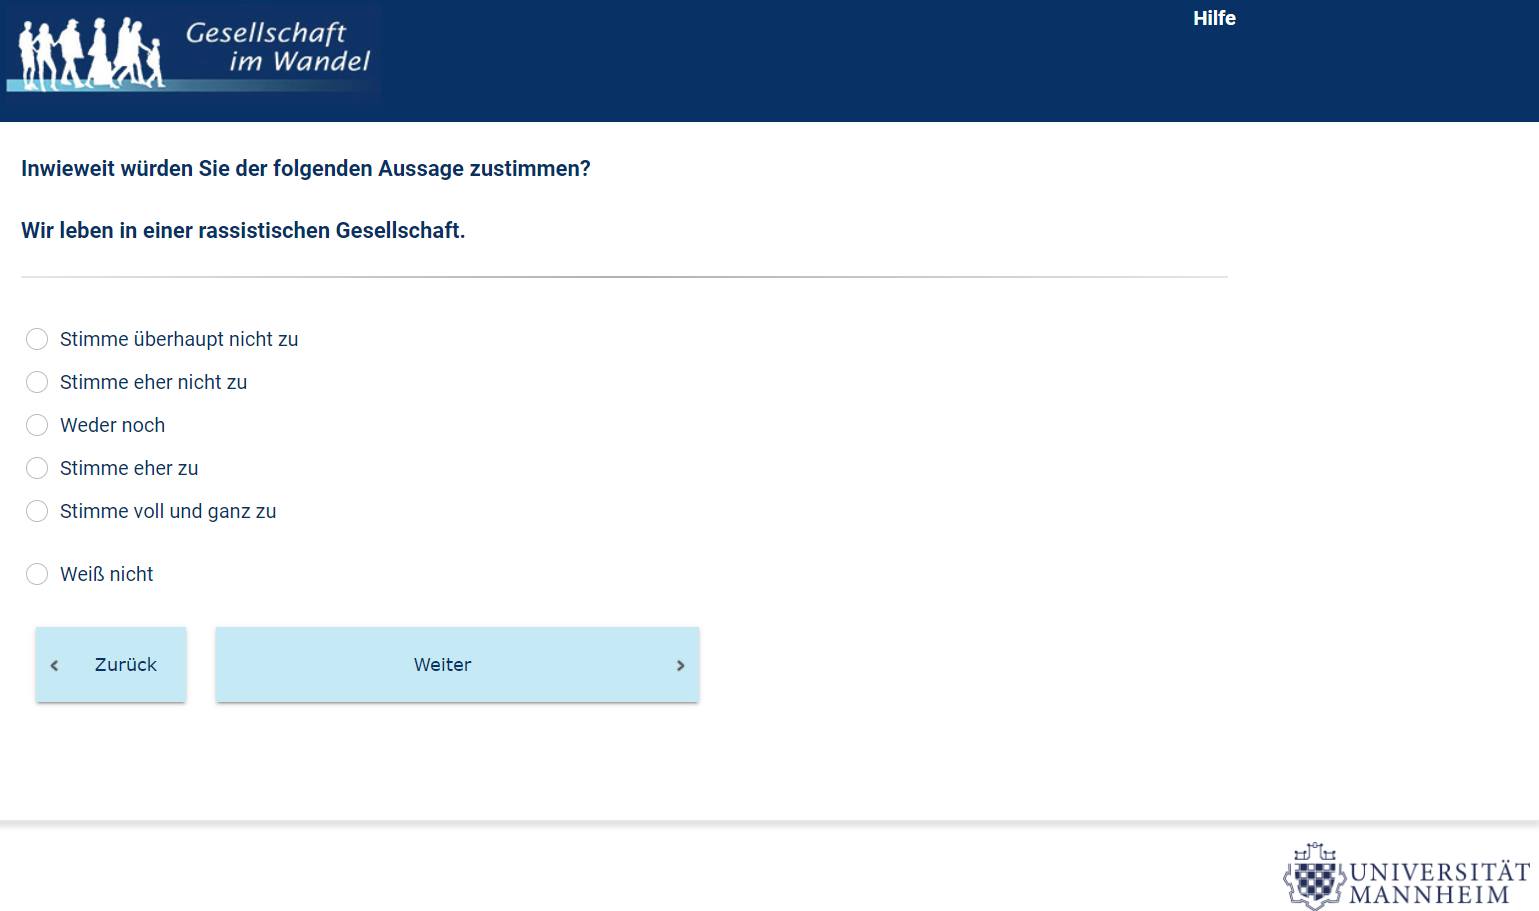 Gesellschaft
im Wandel
Hilfe
Inwieweit würden Sie der folgenden Aussage zustimmen?
Wir leben in einer rassistischen Gesellschaft.
Stimme überhaupt nicht zu
Stimme eher nicht zu
Weder noch
Stimme eher zu
Stimme voll und ganz zu
Weiß nicht
Zurück
Weiter
UNIVERSITÄT
MANNHEIM